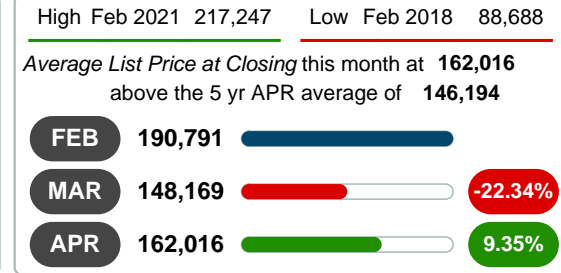 High Feb 2021 217,247 Low Feb 2018 88,688
Average List Price at Closing this month at 162,016
above the 5 yr APR average of 146,194
FEB 190,791
MAR 148,169 -22.34%
APR 162,016 9.35%